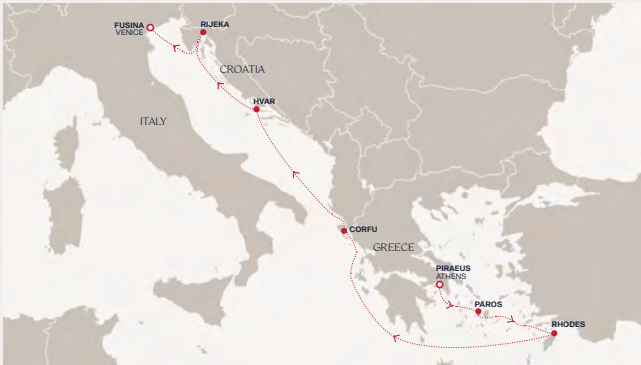 FUSINA
VENICE
RIJEKA
CROATIA
HVAR
ITALY
CORFU
GREECE
PIRAEUS
ATHENS
PAROS
RHODES